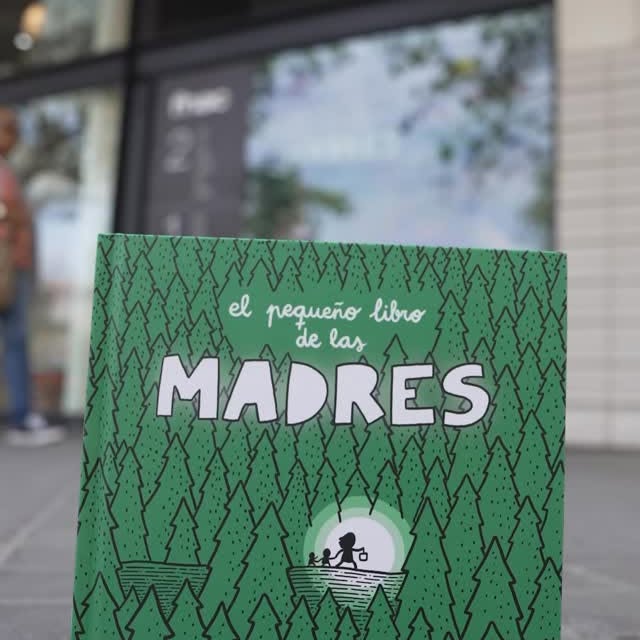 el pequeño libro
de las
MADRES